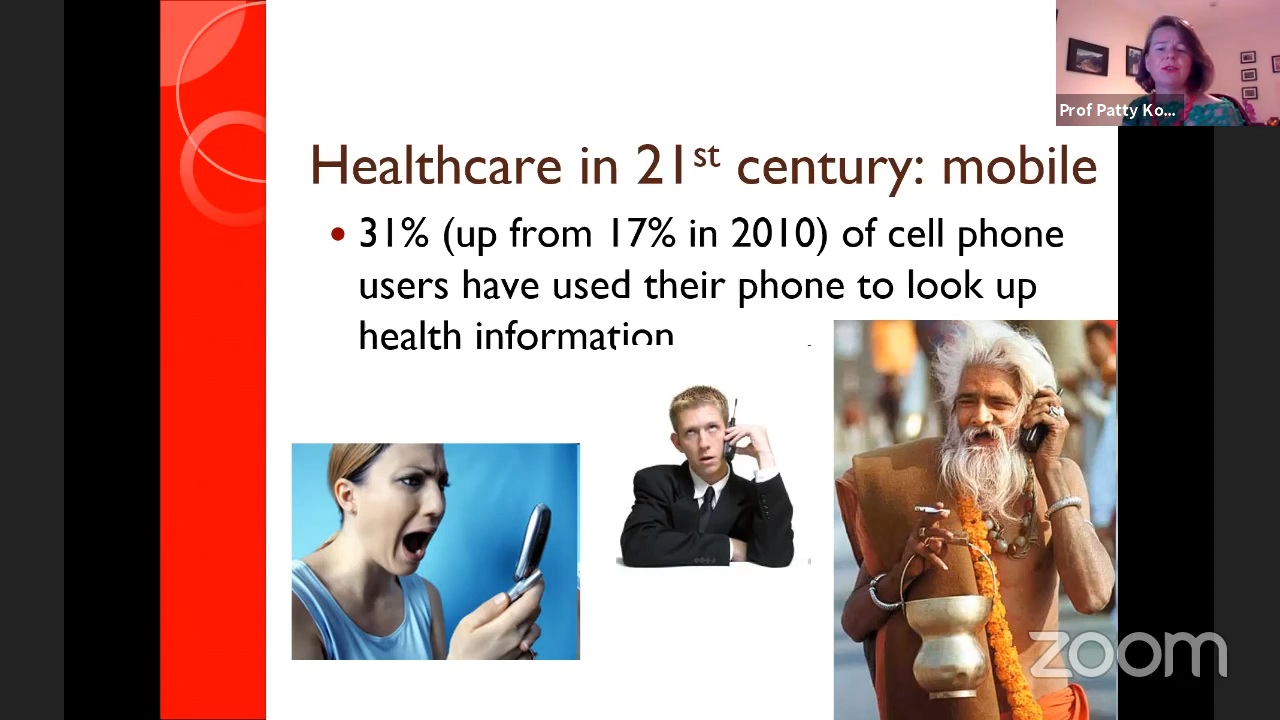 Prof Patty Ko...
Healthcare in 21st century: mobile
• 31% (up from 17% in 2010) of cell phone
users have used their phone to look up
health information
zoom